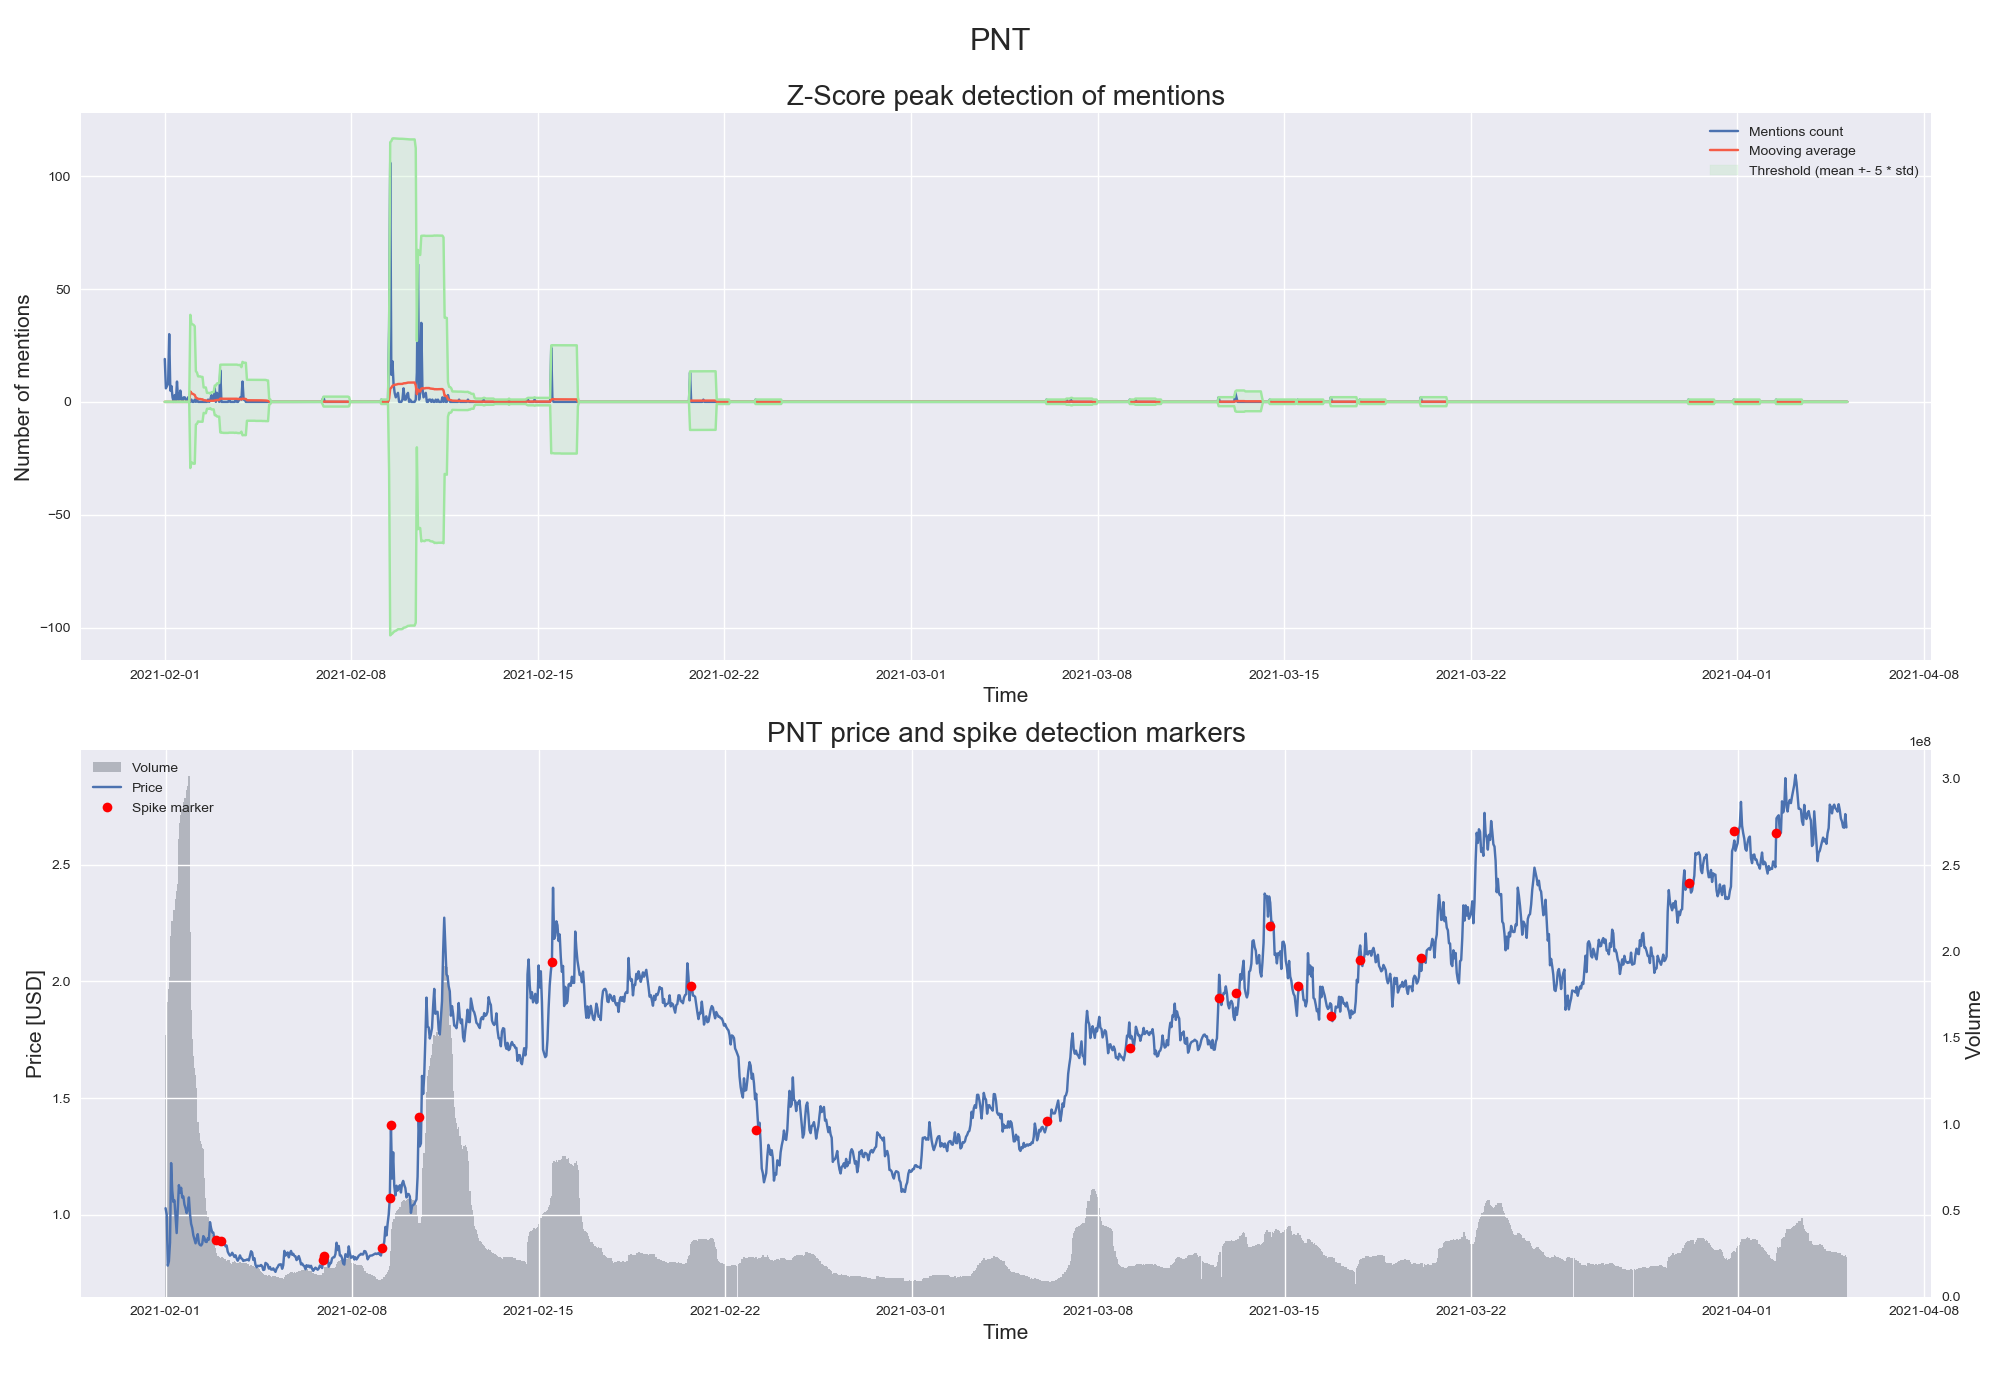 PNT
Z-Score peak detection of mentions
Mentions count
Mooving average
Threshold (mean +- 5 * std)
Number of mentions
100
50
0
−50
−100
2021-02-01 2021-02-08 2021-02-15 2021-02-22 2021-03-01 2021-03-08 2021-03-15 2021-03-22 2021-04-01 2021-04-08
Time
PNT price and spike detection markers
1e8
Volume
Price
Spike marker
Price [USD]
2.5
2.0
1.5
1.0
3.0
2.5
2.0
1.5
1.0
0.5
0.0
Volume
2021-02-01 2021-02-08 2021-02-15 2021-02-22 2021-03-01 2021-03-08 2021-03-15 2021-03-22 2021-04-01 2021-04-08
Time